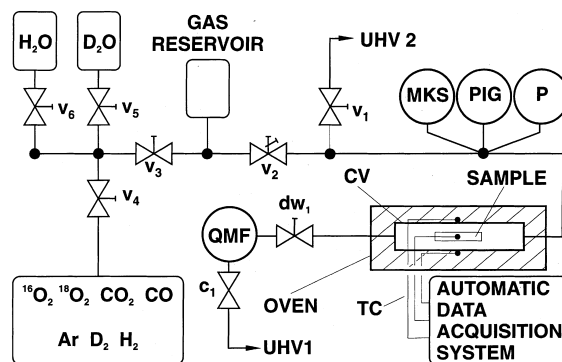 H₂O
D₂O
GAS
RESERVOIR
UHV 2
MKS
PIG
P
v₆
v₅
v₁
v₃
v₂
v₄
CV
SAMPLE
dw₁
QMF
¹⁶O₂ ¹⁸O₂ CO₂ CO
Ar D₂ H₂
c₁
OVEN
TC
AUTOMATIC
DATA
ACQUISITION
SYSTEM
UHV1